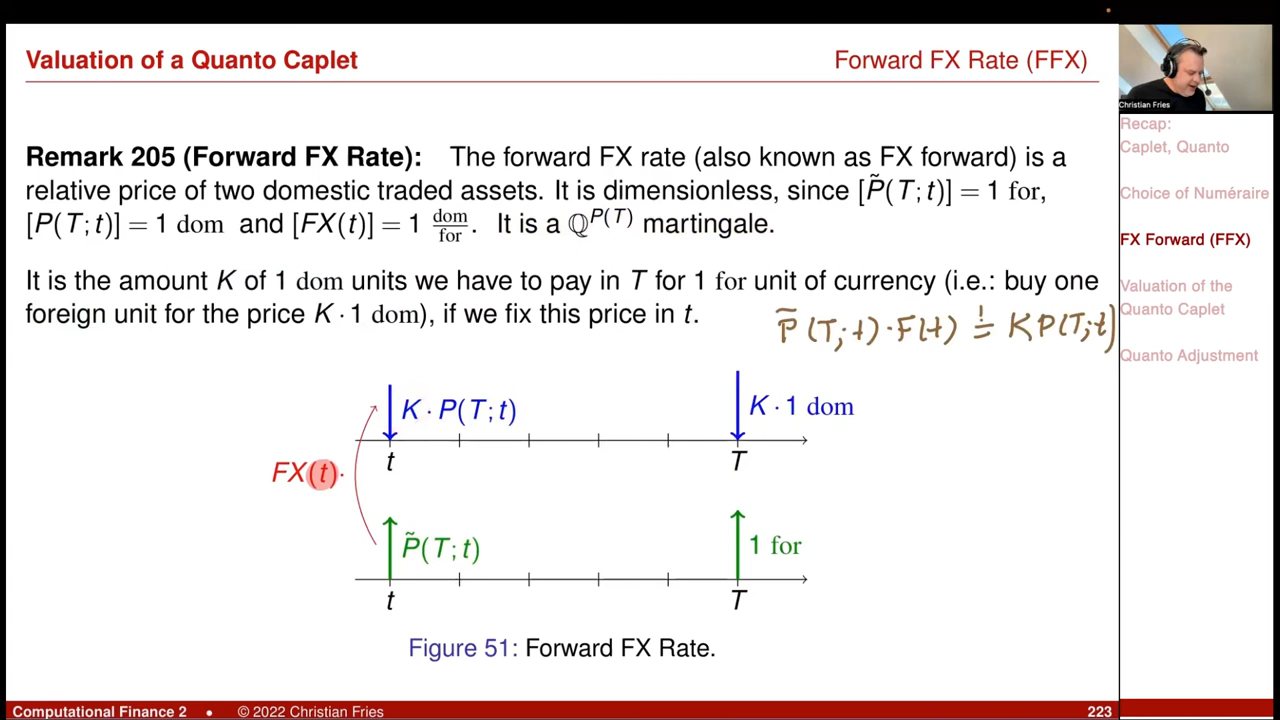 Valuation of a Quanto Caplet
Forward FX Rate (FFX)
Christian Fries
Remark 205 (Forward FX Rate): The forward FX rate (also known as FX forward) is a
relative price of two domestic traded assets. It is dimensionless, since [P̃(T; t)] = 1 for,
[P(T; t)] = 1 dom and [FX(t)] = 1 dom/for. It is a ℚ^P(T) martingale.
It is the amount K of 1 dom units we have to pay in T for 1 for unit of currency (i.e.: buy one
foreign unit for the price K · 1 dom), if we fix this price in t.
P̃(T;t)·F(t) =! K P(T;t)
K · P(T; t)
K · 1 dom
t
T
FX(t)·
P̃(T; t)
1 for
t
T
Figure 51: Forward FX Rate.
Recap:
Caplet, Quanto
Choice of Numéraire
FX Forward (FFX)
Valuation of the
Quanto Caplet
Quanto Adjustment
Computational Finance 2 • © 2022 Christian Fries
223